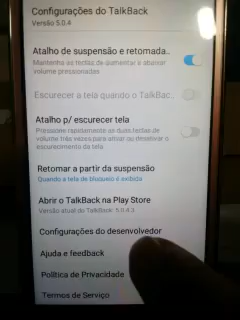 Configurações do TalkBack
Versão 5.0.4
Atalho de suspensão e retomada..
Mantenha as teclas de aumentar e abaixar
volume pressionadas
Escurecer a tela quando o TalkBac..
Atalho p/ escurecer tela
Pressione rapidamente as duas teclas de
volume três vezes para ativar ou desativar o
escurecimento da tela
Retomar a partir da suspensão
Quando a tela de bloqueio é exibida
Abrir o TalkBack na Play Store
Versão atual do TalkBack: 5.0.4.3
Configurações do desenvolvedor
Ajuda e feedback
Política de Privacidade
Termos de Serviço